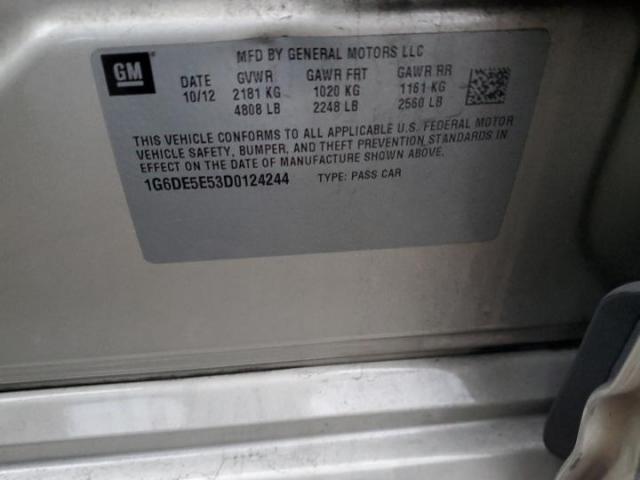 GM
MFD BY GENERAL MOTORS LLC
DATE GVWR GAWR FRT GAWR RR
10/12 2181 KG 1020 KG 1161 KG
4808 LB 2248 LB 2560 LB
THIS VEHICLE CONFORMS TO ALL APPLICABLE U.S. FEDERAL MOTOR
VEHICLE SAFETY, BUMPER, AND THEFT PREVENTION STANDARDS IN
EFFECT ON THE DATE OF MANUFACTURE SHOWN ABOVE.
1G6DE5E53D0124244 TYPE: PASS CAR